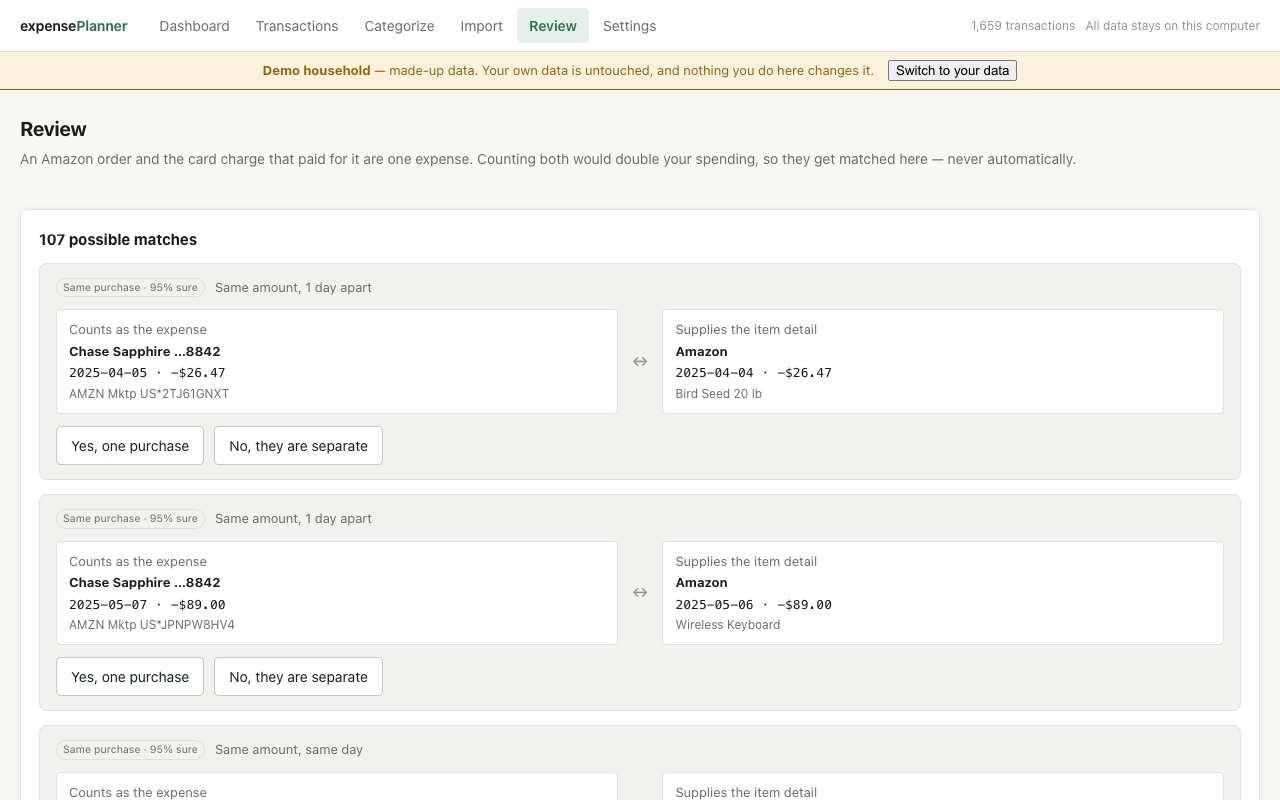 expensePlanner Dashboard Transactions Categorize Import Review Settings 1,659 transactions All data stays on this computer
Demo household — made-up data. Your own data is untouched, and nothing you do here changes it. Switch to your data
Review
An Amazon order and the card charge that paid for it are one expense. Counting both would double your spending, so they get matched here — never automatically.
107 possible matches
Same purchase · 95% sure Same amount, 1 day apart
Counts as the expense
Chase Sapphire ...8842
2025-04-05 · -$26.47
AMZN Mktp US*2TJ61GNXT
↔
Supplies the item detail
Amazon
2025-04-04 · -$26.47
Bird Seed 20 lb
Yes, one purchase No, they are separate
Same purchase · 95% sure Same amount, 1 day apart
Counts as the expense
Chase Sapphire ...8842
2025-05-07 · -$89.00
AMZN Mktp US*JPNPW8HV4
↔
Supplies the item detail
Amazon
2025-05-06 · -$89.00
Wireless Keyboard
Yes, one purchase No, they are separate
Same purchase · 95% sure Same amount, same day
Counts as the expense
Supplies the item detail